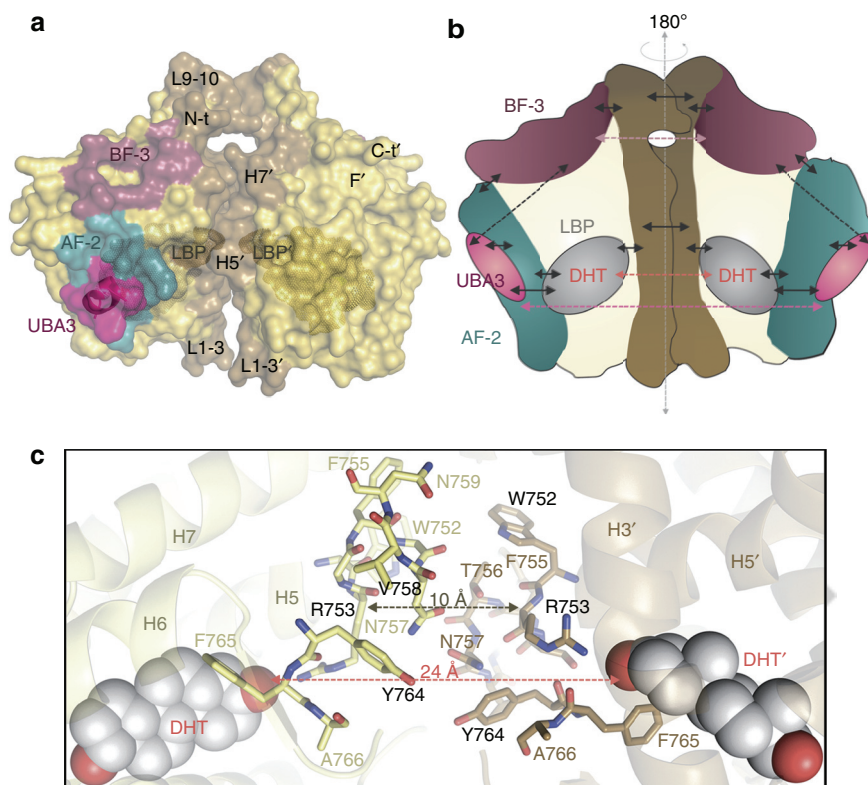 a
L9-10
N-t
BF-3
C-t′
H7′
F′
AF-2
LBP
LBP′
H5′
UBA3
L1-3
L1-3′
b
180°
BF-3
LBP
DHT
DHT
UBA3
AF-2
c
F755
N759
W752
W752
H3′
H7
T756
F755
H5′
V758
H5
10 Å
R753
R753
H6
N757
N757
F765
DHT′
24 Å
Y764
DHT
Y764
A766
F765
A766